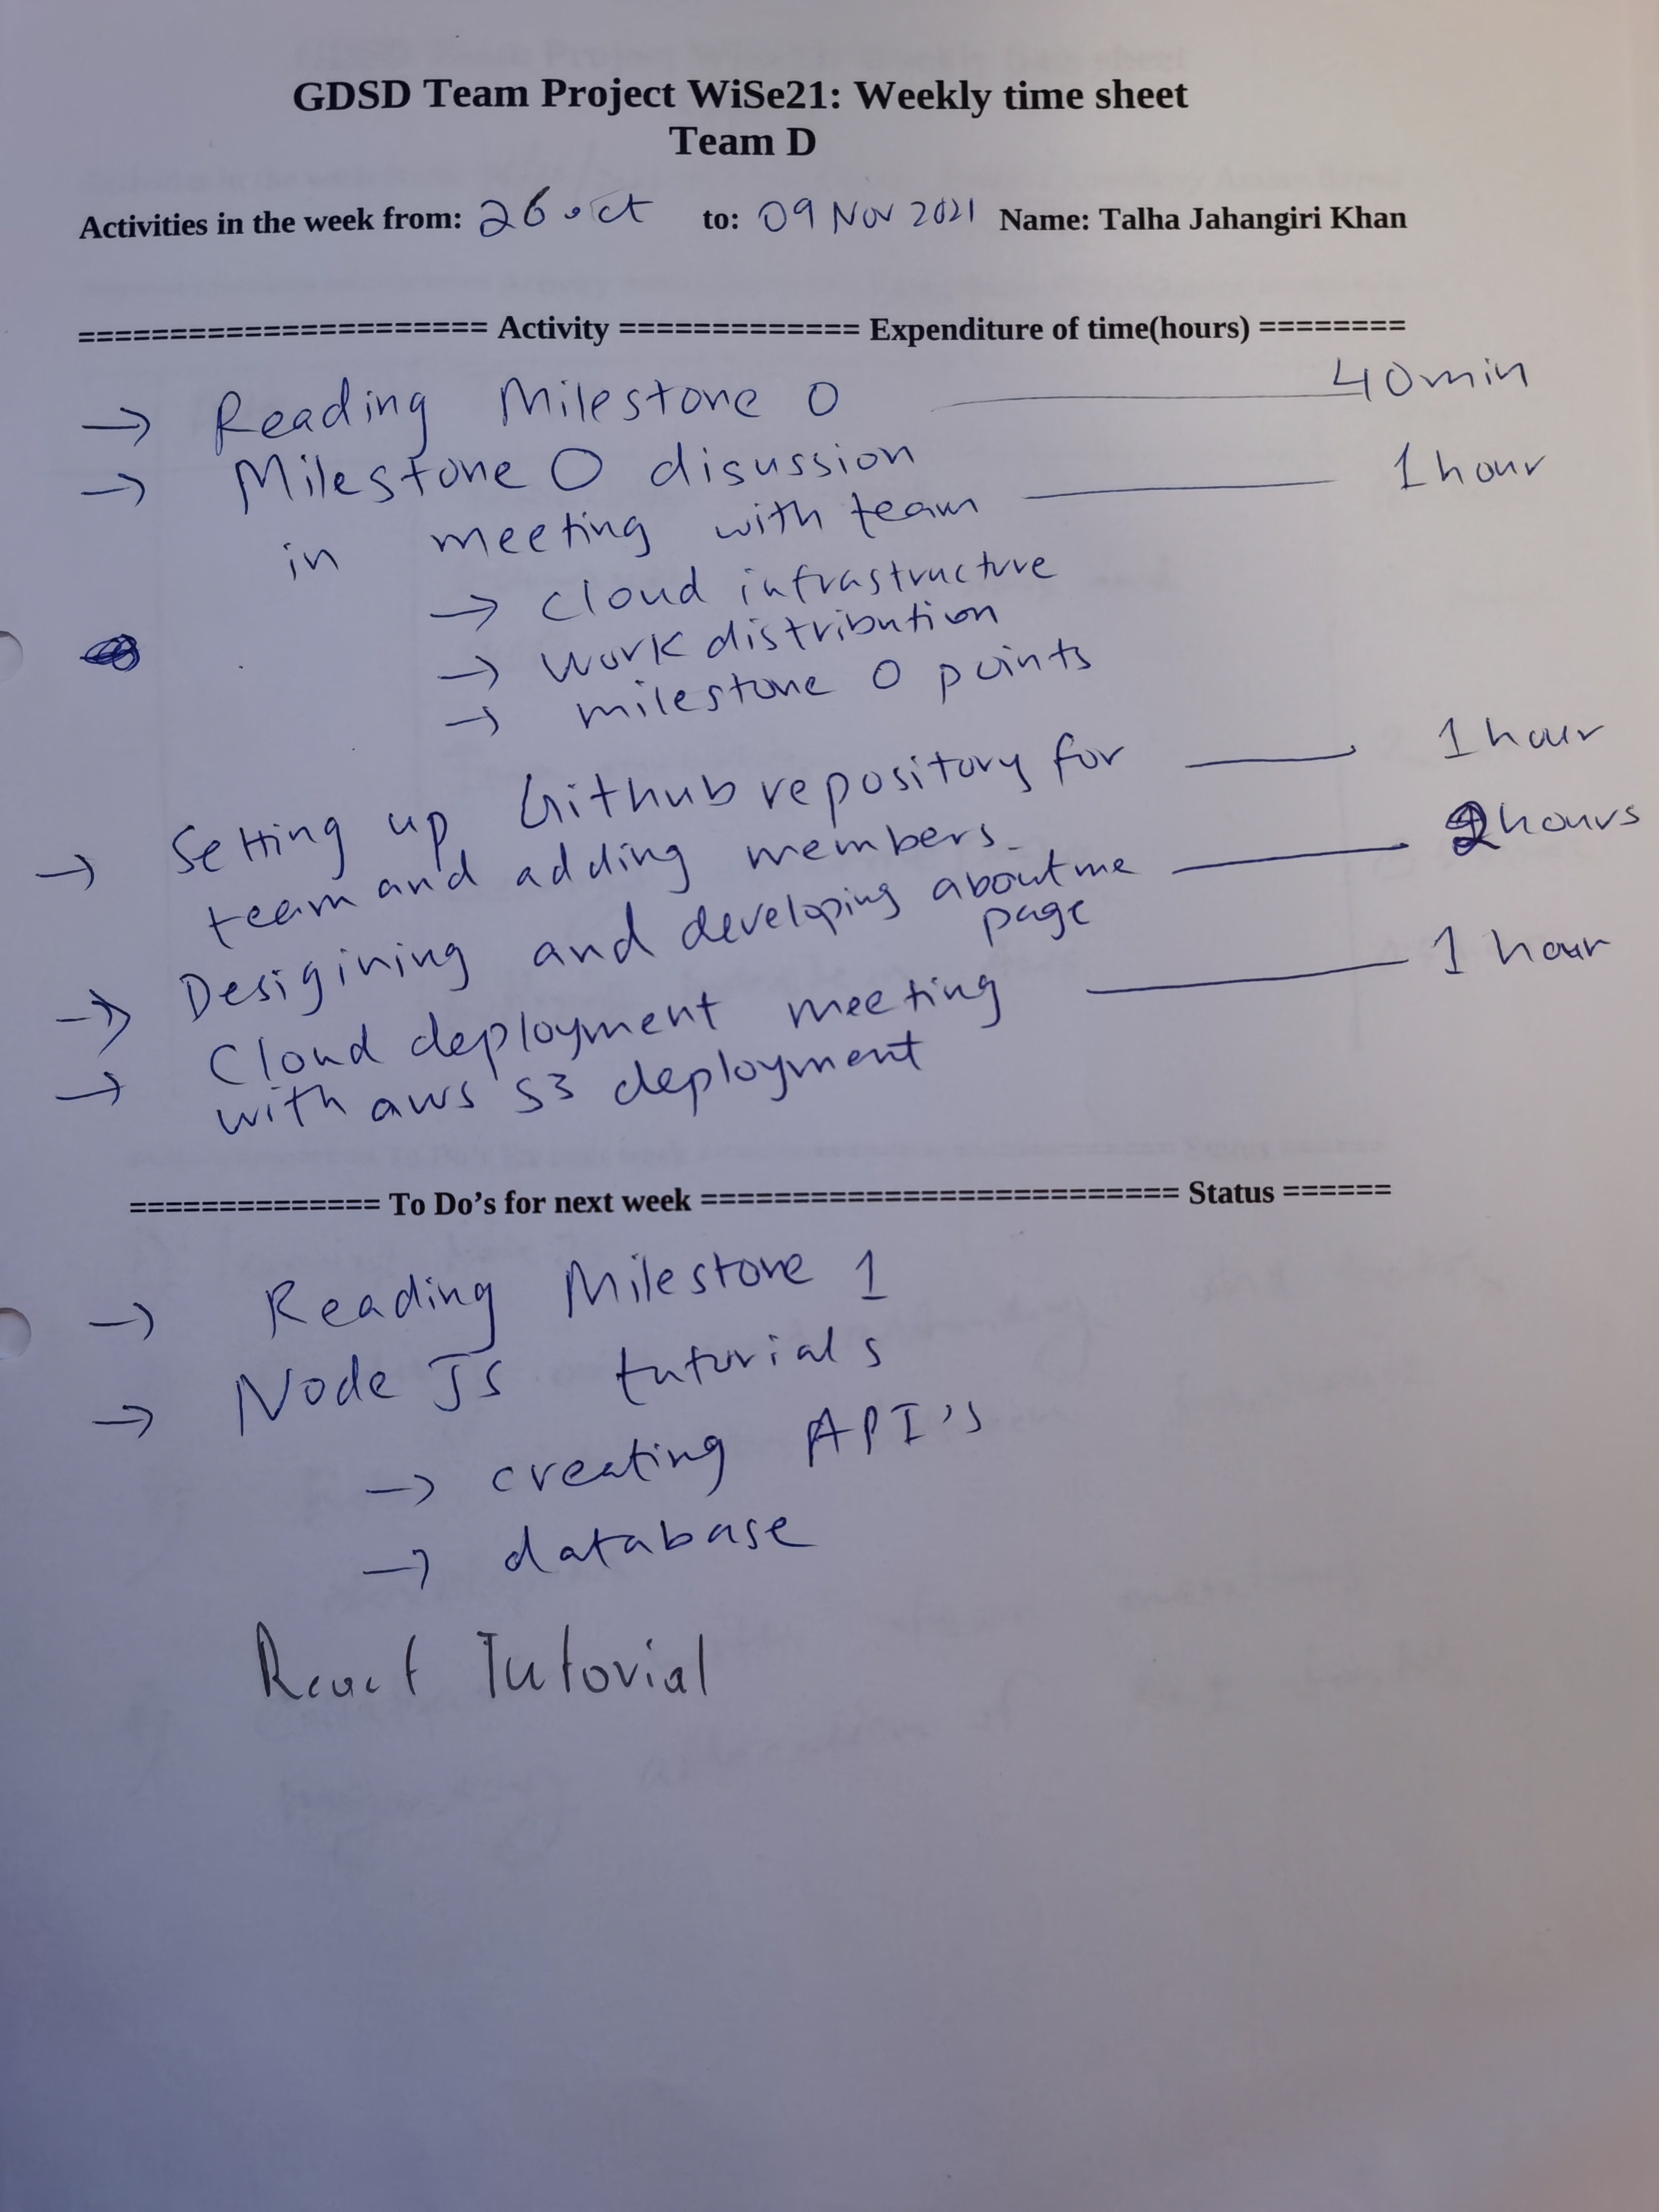 GDSD Team Project WiSe21: Weekly time sheet
Team D
Activities in the week from: 26 oct to: 09 Nov 2021 Name: Talha Jahangiri Khan
====================== Activity ============= Expenditure of time(hours) ========
→ Reading Milestone 0 —— 40min
→ Milestone 0 disussion
in meeting with team —— 1 hour
→ cloud infrastructure
→ work distribution
→ milestone 0 points
→ Setting up Github repository for —— 1 hour
team and adding members.
→ Desigining and developing about me —— 2 hours
page
→ Cloud deployment meeting —— 1 hour
with aws S3 deployment
============== To Do’s for next week ========================== Status ======
→ Reading Milestone 1
→ Node JS tutorials
→ creating API's
→ database
React Tutorial